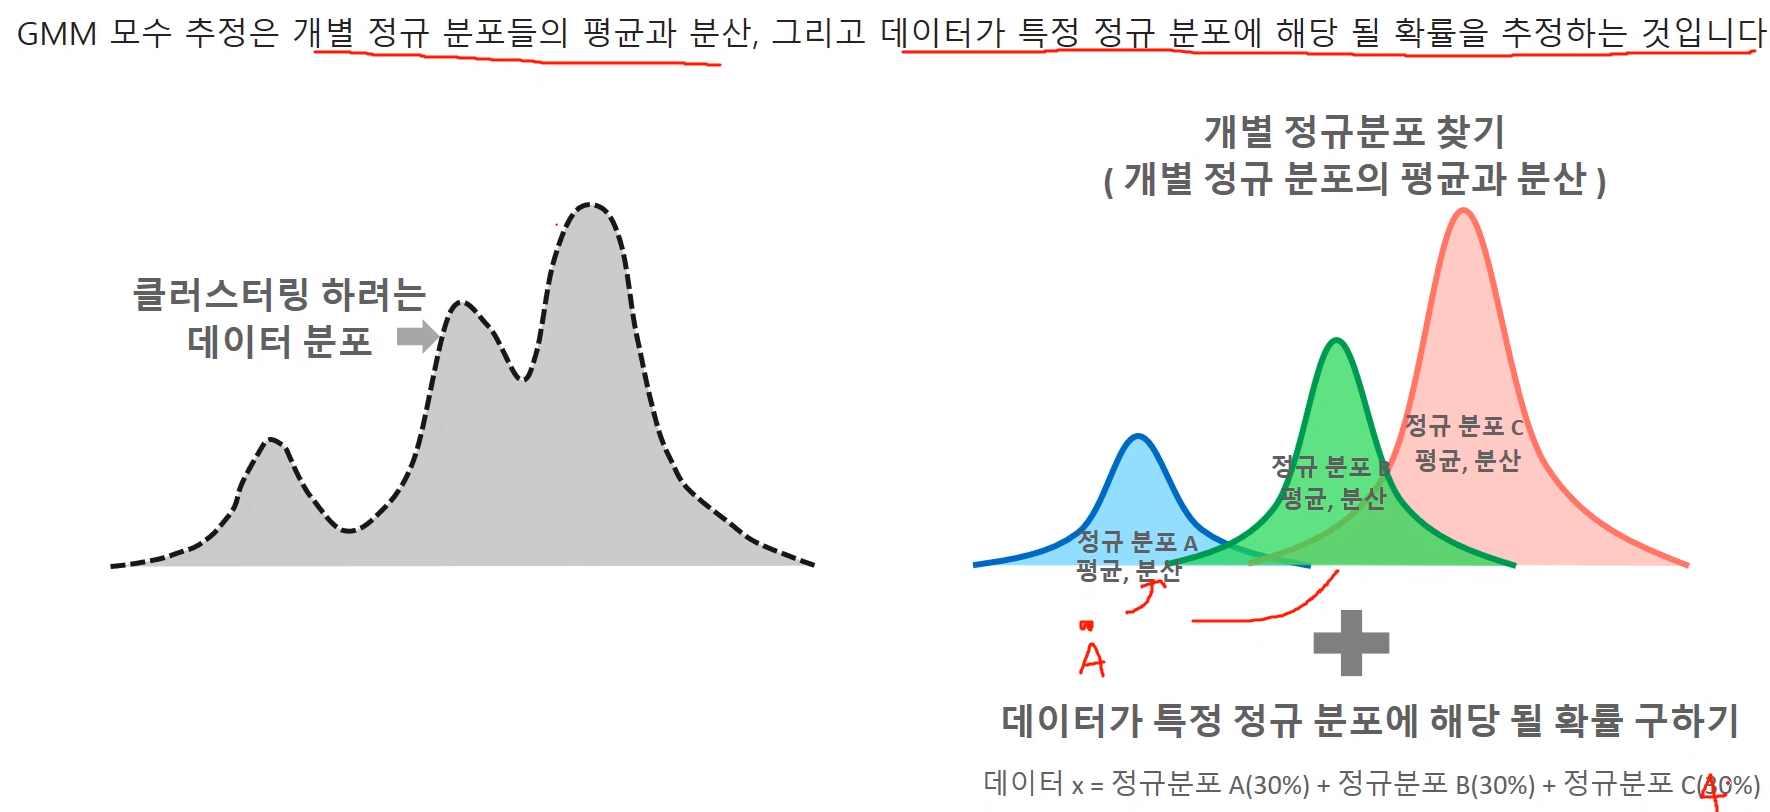 GMM 모수 추정은 개별 정규 분포들의 평균과 분산, 그리고 데이터가 특정 정규 분포에 해당 될 확률을 추정하는 것입니다
개별 정규분포 찾기
( 개별 정규 분포의 평균과 분산 )
클러스터링 하려는
데이터 분포
정규 분포 C
평균, 분산
정규 분포 B
평균, 분산
정규 분포 A
평균, 분산
A
데이터가 특정 정규 분포에 해당 될 확률 구하기
데이터 x = 정규분포 A(30%) + 정규분포 B(30%) + 정규분포 C(30%)
4